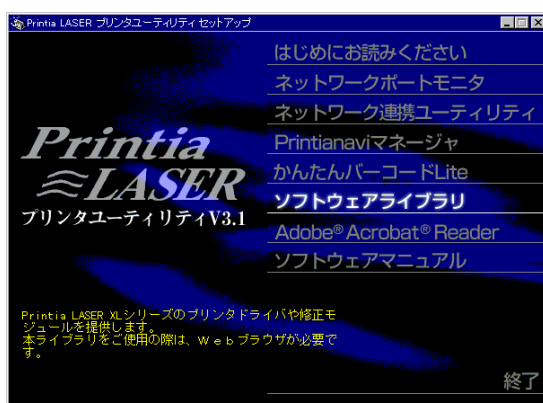 Printia LASER プリンタユーティリティ セットアップ
はじめにお読みください
ネットワークポートモニタ
ネットワーク連携ユーティリティ
Printianaviマネージャ
かんたんバーコードLite
ソフトウェアライブラリ
Adobe® Acrobat® Reader
ソフトウェアマニュアル
Printia
LASER
プリンタユーティリティV3.1
Printia LASER XLシリーズのプリンタドライバや修正モ
ジュールを提供します。
本ライブラリをご使用の際は、Ｗｅｂブラウザが必要で
す。
終了